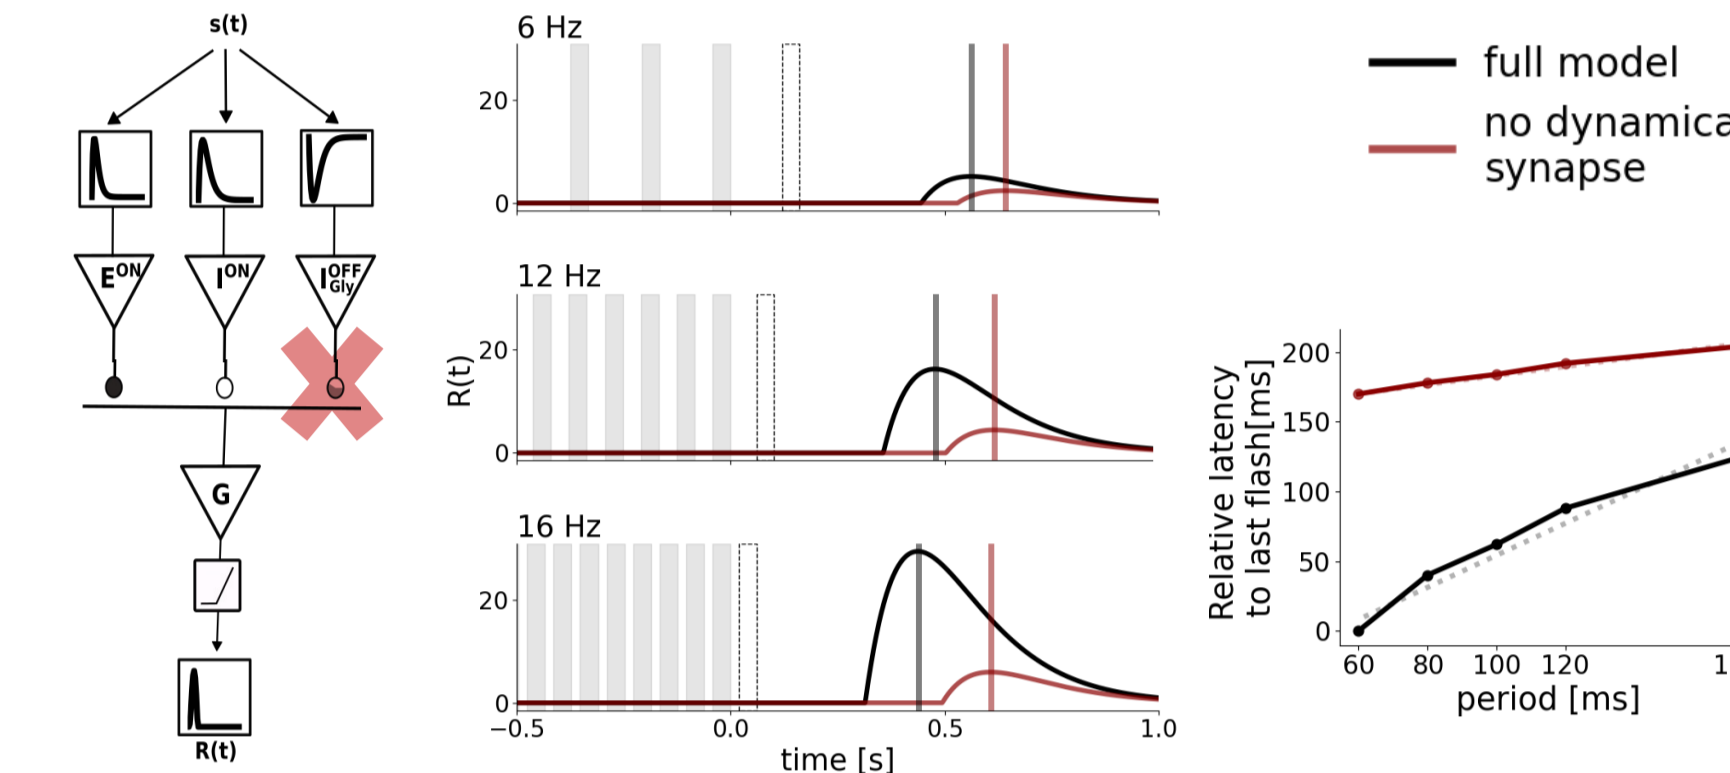 s(t)
E^ON
I^ON
I^OFF_Gly
G
R(t)
6 Hz
20
0
12 Hz
20
0
R(t)
16 Hz
20
0
−0.5
0.0
0.5
1.0
time [s]
full model
no dynamica
synapse
Relative latency
to last flash[ms]
200
150
100
50
0
60
80
100
120
1
period [ms]